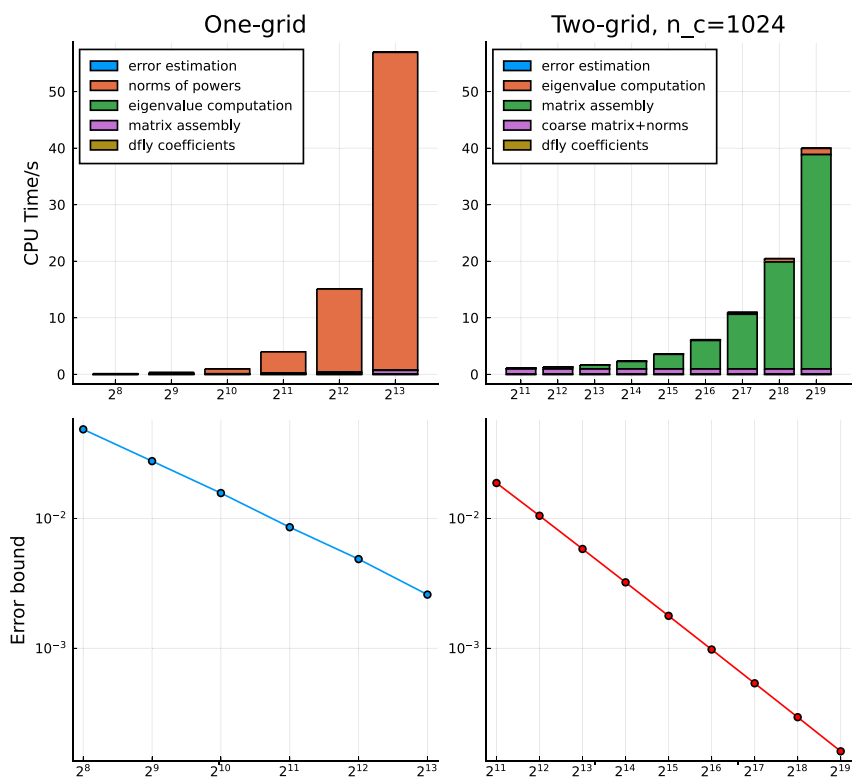 One-grid
CPU Time/s
error estimation
norms of powers
eigenvalue computation
matrix assembly
dfly coefficients
50
40
30
20
10
0
2^8 2^9 2^10 2^11 2^12 2^13
Two-grid, n_c=1024
error estimation
eigenvalue computation
matrix assembly
coarse matrix+norms
dfly coefficients
50
40
30
20
10
0
2^11 2^12 2^13 2^14 2^15 2^16 2^17 2^18 2^19
Error bound
10^−2
10^−3
2^8 2^9 2^10 2^11 2^12 2^13
10^−2
10^−3
2^11 2^12 2^13 2^14 2^15 2^16 2^17 2^18 2^19